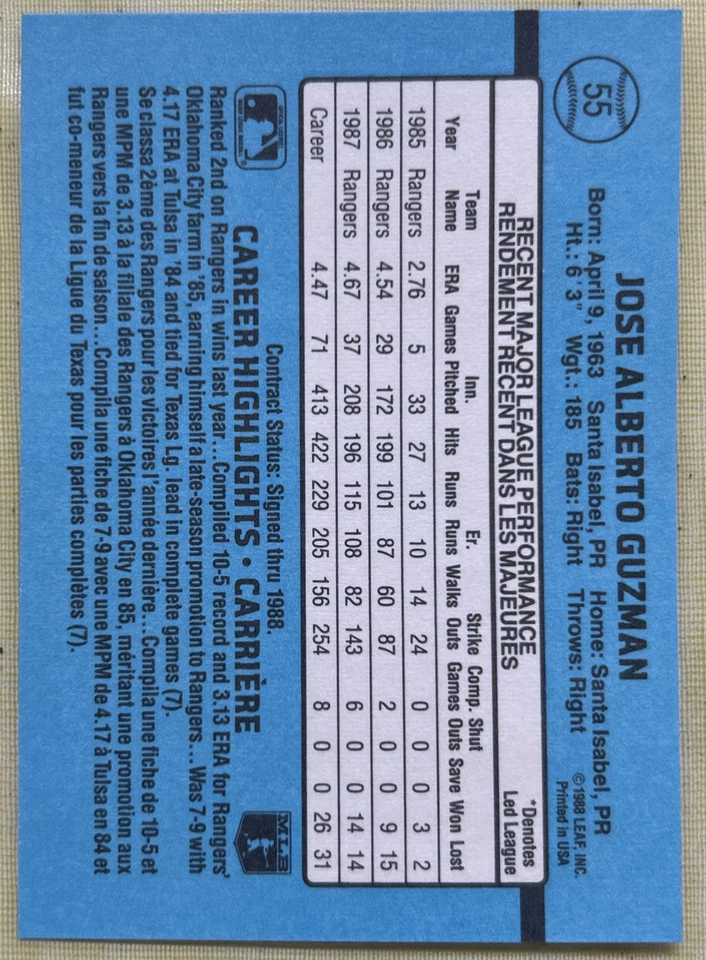 55
JOSE ALBERTO GUZMAN
Born: April 9, 1963 Santa Isabel, PR Home: Santa Isabel, PR
Ht.: 6'3" Wgt.: 185 Bats: Right Throws: Right
©1988 LEAF, INC.
Printed in USA
RECENT MAJOR LEAGUE PERFORMANCE
RENDEMENT RÉCENT DANS LES MAJEURES
*Denotes
Led League
Team Inn. Er. Strike Comp. Shut
Year Name ERA Games Pitched Hits Runs Runs Walks Outs Games Outs Save Won Lost
1985 Rangers 2.76 5 33 27 13 10 14 24 0 0 0 3 2
1986 Rangers 4.54 29 172 199 101 87 60 87 2 0 0 9 15
1987 Rangers 4.67 37 208 196 115 108 82 143 6 0 0 14 14
Career 4.47 71 413 422 229 205 156 254 8 0 0 26 31
Contract Status: Signed thru 1988.
CAREER HIGHLIGHTS • CARRIÈRE
MLB
Ranked 2nd on Rangers in wins last year...Compiled 10-5 record and 3.13 ERA for Rangers'
Oklahoma City farm in '85, earning himself a late-season promotion to Rangers...Was 7-9 with
4.17 ERA at Tulsa in '84 and tied for Texas Lg. lead in complete games (7).
Se classa 2ème des Rangers pour les victoires l'année dernière...Compila une fiche de 10-5 et
une MPM de 3.13 à la filiale des Rangers à Oklahoma City en 85, méritant une promotion aux
Rangers vers la fin de saison...Compila une fiche de 7-9 avec une MPM de 4.17 à Tulsa en 84 et
fut co-meneur de la Ligue du Texas pour les parties complètes (7).